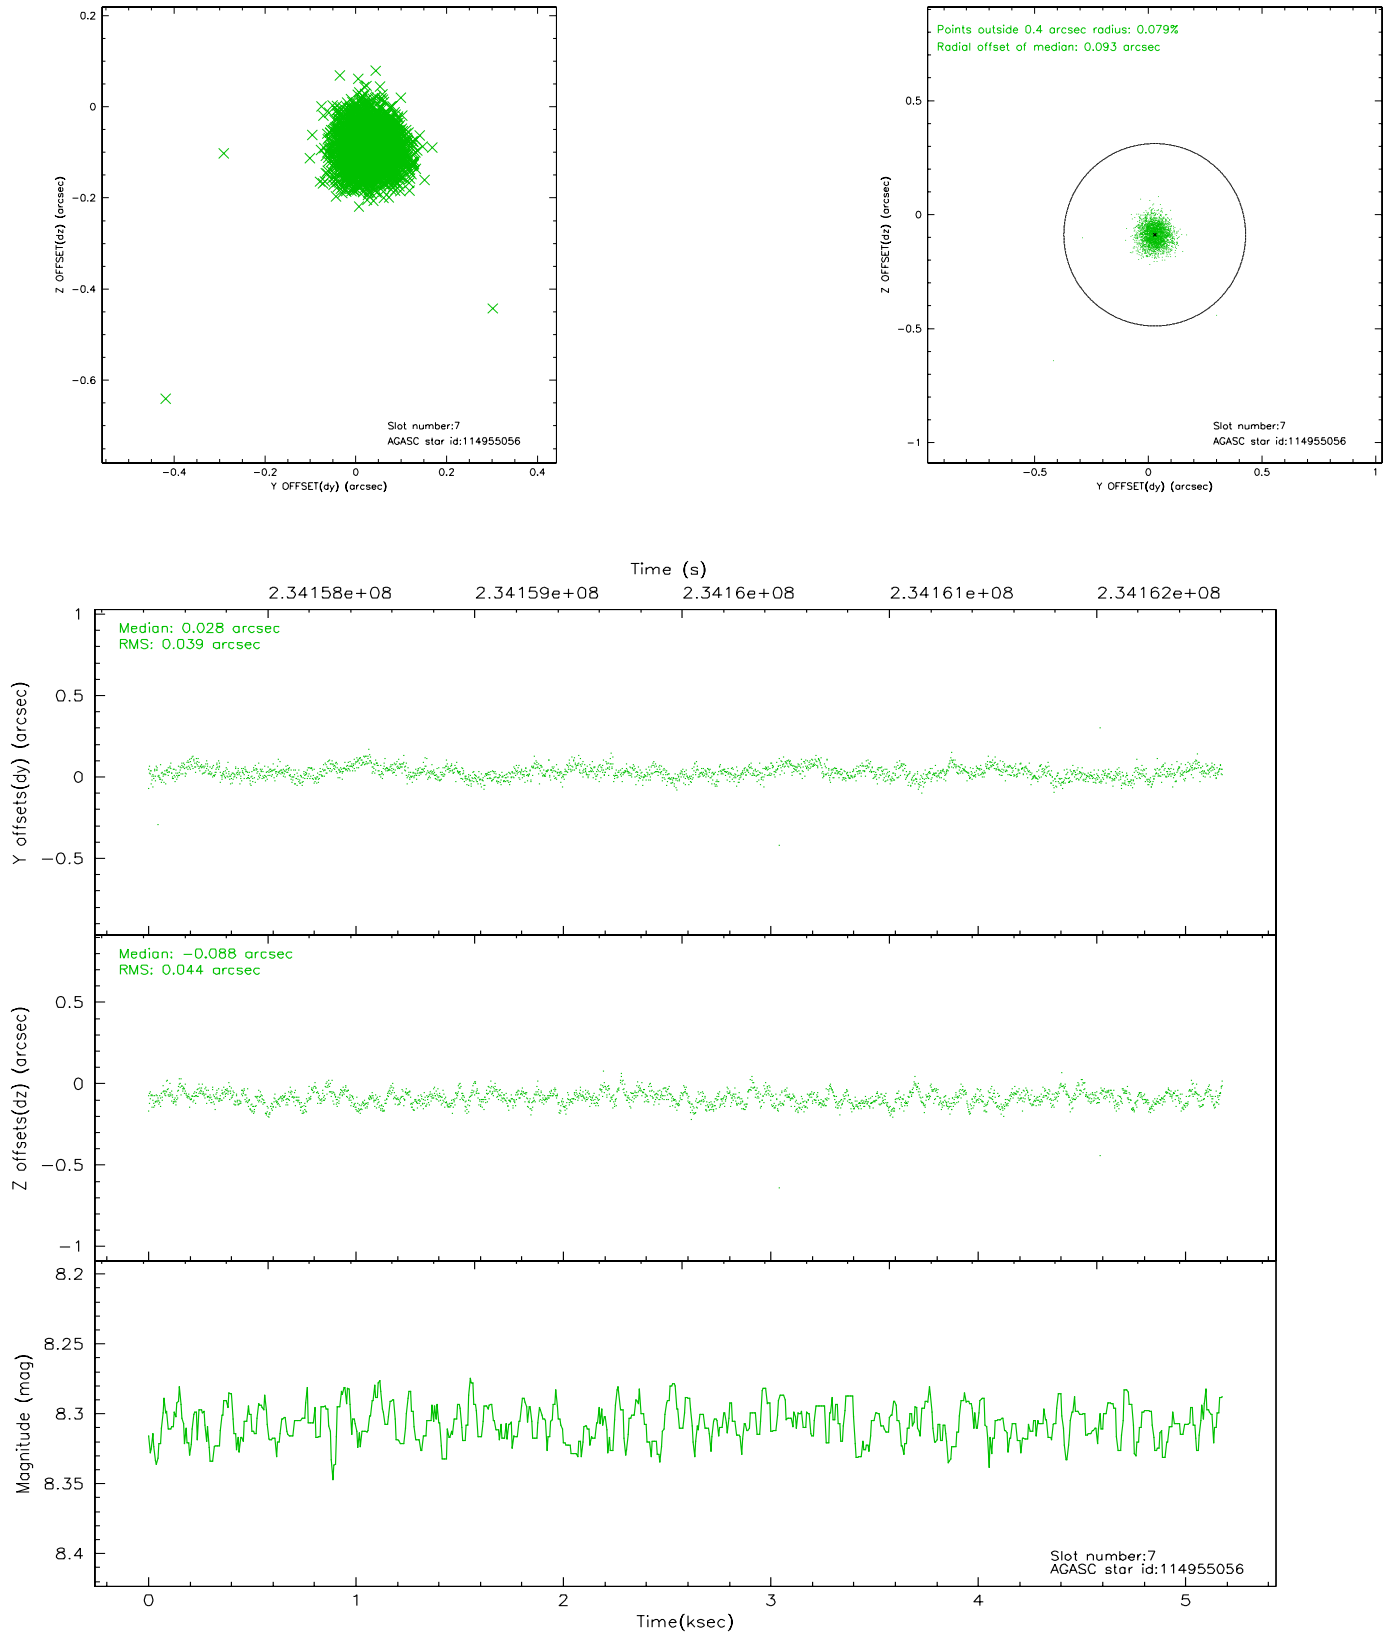 0.2
0
−0.2
−0.4
−0.6
Z OFFSET(dz) (arcsec)
Slot number:7
AGASC star id:114955056
−0.4 −0.2 0 0.2 0.4
Y OFFSET(dy) (arcsec)
Points outside 0.4 arcsec radius: 0.079%
Radial offset of median: 0.093 arcsec
0.5
0
−0.5
−1
Z OFFSET(dz) (arcsec)
Slot number:7
AGASC star id:114955056
−0.5 0 0.5 1
Y OFFSET(dy) (arcsec)
Time (s)
2.34158e+08 2.34159e+08 2.3416e+08 2.34161e+08 2.34162e+08
Median: 0.028 arcsec
RMS: 0.039 arcsec
1
0.5
0
−0.5
Y offsets(dy) (arcsec)
Median: −0.088 arcsec
RMS: 0.044 arcsec
0.5
0
−0.5
−1
Z offsets(dz) (arcsec)
8.2
8.25
8.3
8.35
8.4
Magnitude (mag)
Slot number:7
AGASC star id:114955056
0 1 2 3 4 5
Time(ksec)